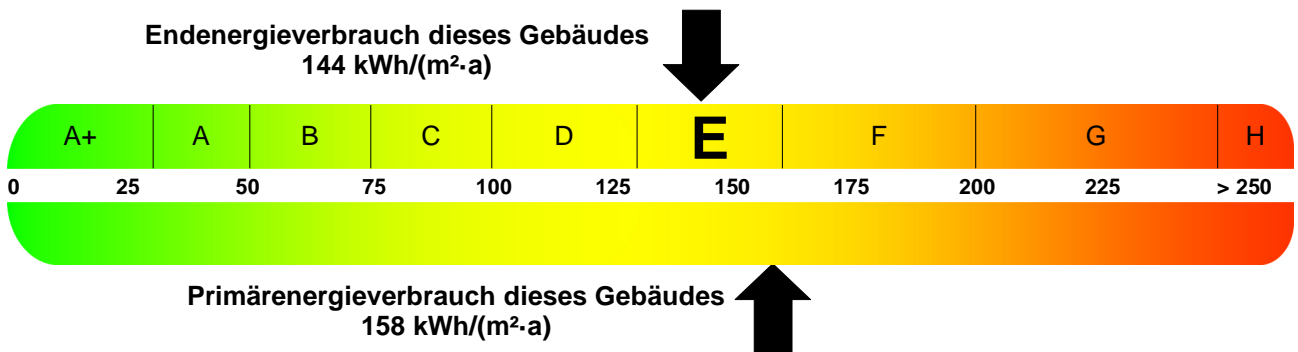 Endenergieverbrauch dieses Gebäudes
144 kWh/(m²·a)
A+ A B C D E F G H
0 25 50 75 100 125 150 175 200 225 > 250
Primärenergieverbrauch dieses Gebäudes
158 kWh/(m²·a)